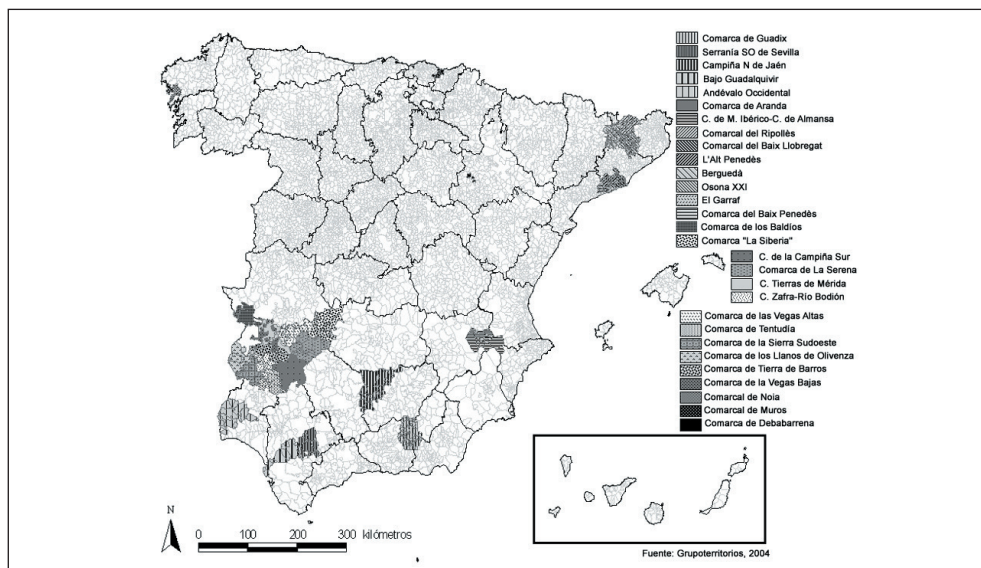 Comarca de Guadix
Serranía SO de Sevilla
Campiña N de Jaén
Bajo Guadalquivir
Andévalo Occidental
Comarca de Aranda
C. de M. Ibérico-C. de Almansa
Comarcal del Ripollès
Comarcal del Baix Llobregat
L'Alt Penedès
Berguedà
Osona XXI
El Garraf
Comarca del Baix Penedès
Comarca de los Baldíos
Comarca "La Siberia"
C. de la Campiña Sur
Comarca de La Serena
C. Tierras de Mérida
C. Zafra-Río Bodión
Comarca de las Vegas Altas
Comarca de Tentudía
Comarca de la Sierra Sudoeste
Comarca de los Llanos de Olivenza
Comarca de Tierra de Barros
Comarca de la Vegas Bajas
Comarcal de Noia
Comarcal de Muros
Comarca de Debabarrena
N
0 100 200 300 kilómetros
Fuente: Grupoterritorios, 2004